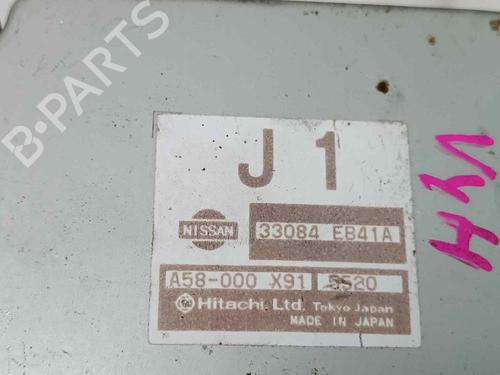 B-PARTS
J 1
NISSAN
33084 EB41A
A58-000 X91
Hitachi, Ltd. Tokyo Japan
MADE IN JAPAN